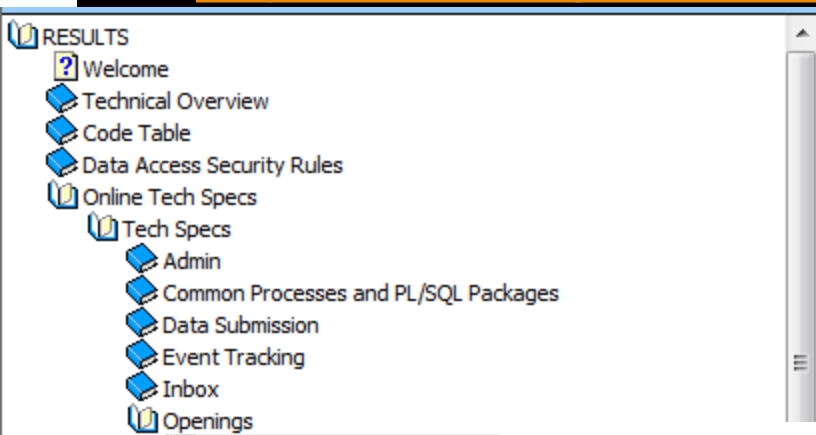 RESULTS
Welcome
Technical Overview
Code Table
Data Access Security Rules
Online Tech Specs
Tech Specs
Admin
Common Processes and PL/SQL Packages
Data Submission
Event Tracking
Inbox
Openings